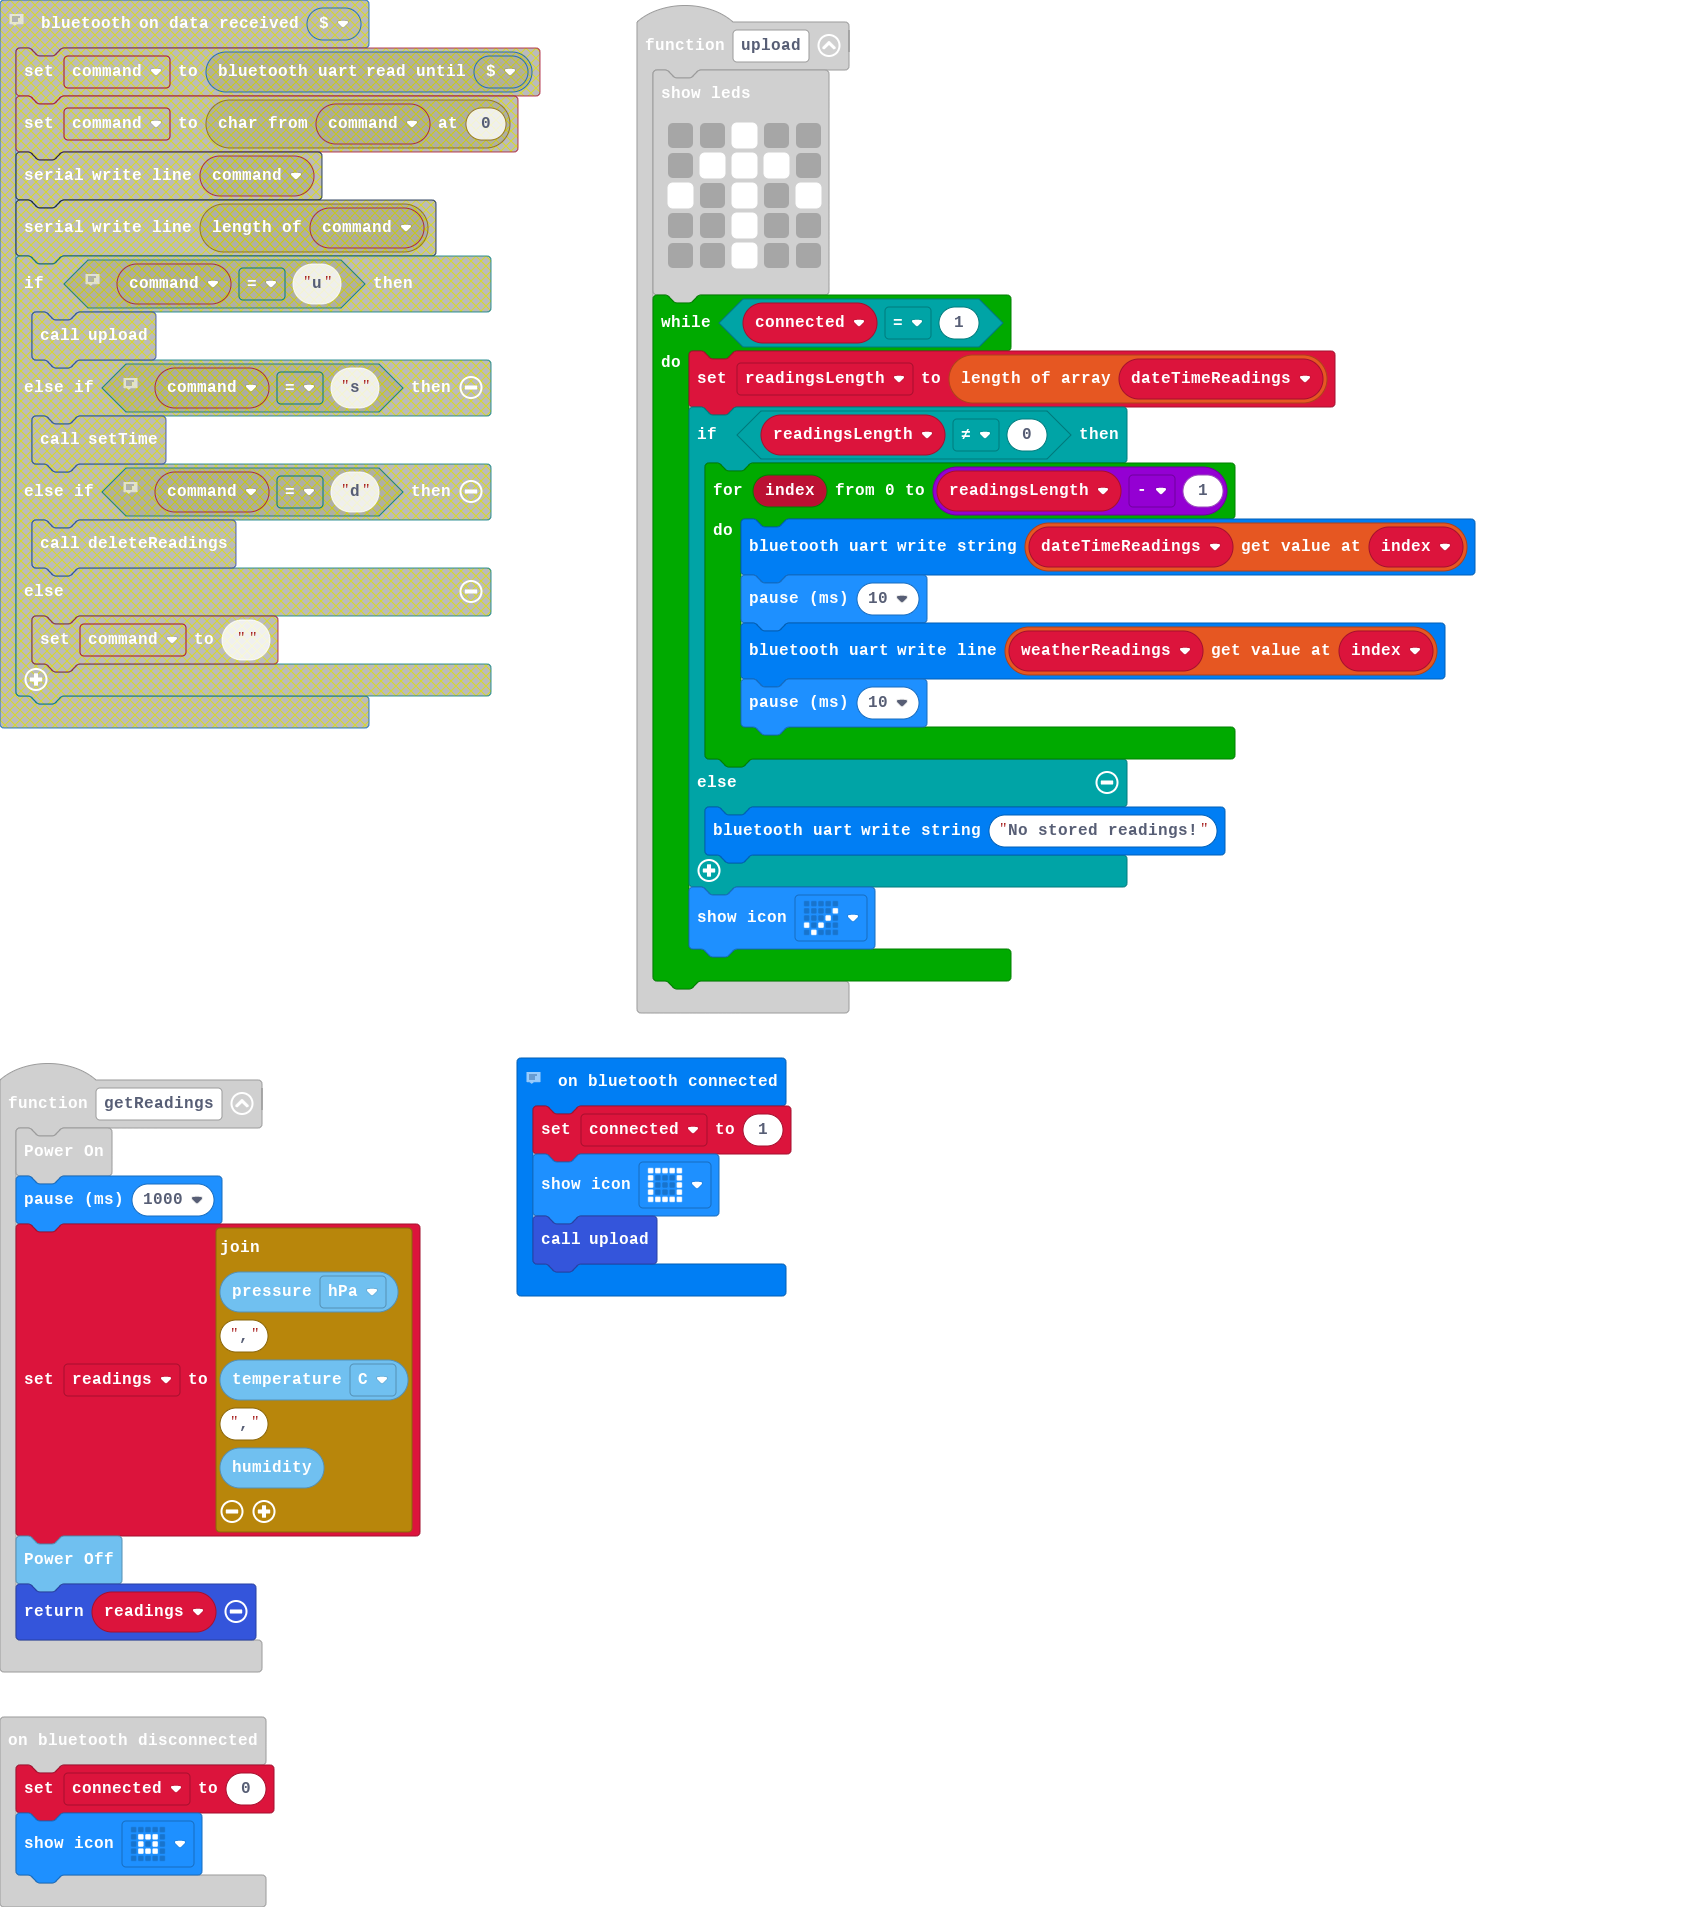 bluetooth on data received $
set command to bluetooth uart read until $
set command to char from command at 0
serial write line command
serial write line length of command
if command = "u" then
call upload
else if command = "s" then
call setTime
else if command = "d" then
call deleteReadings
else
set command to ""
function upload
show leds
while connected = 1
do set readingsLength to length of array dateTimeReadings
if readingsLength ≠ 0 then
for index from 0 to readingsLength - 1
do bluetooth uart write string dateTimeReadings get value at index
pause (ms) 10
bluetooth uart write line weatherReadings get value at index
pause (ms) 10
else
bluetooth uart write string "No stored readings!"
show icon
function getReadings
Power On
pause (ms) 1000
set readings to join
pressure hPa
","
temperature C
","
humidity
Power Off
return readings
on bluetooth connected
set connected to 1
show icon
call upload
on bluetooth disconnected
set connected to 0
show icon